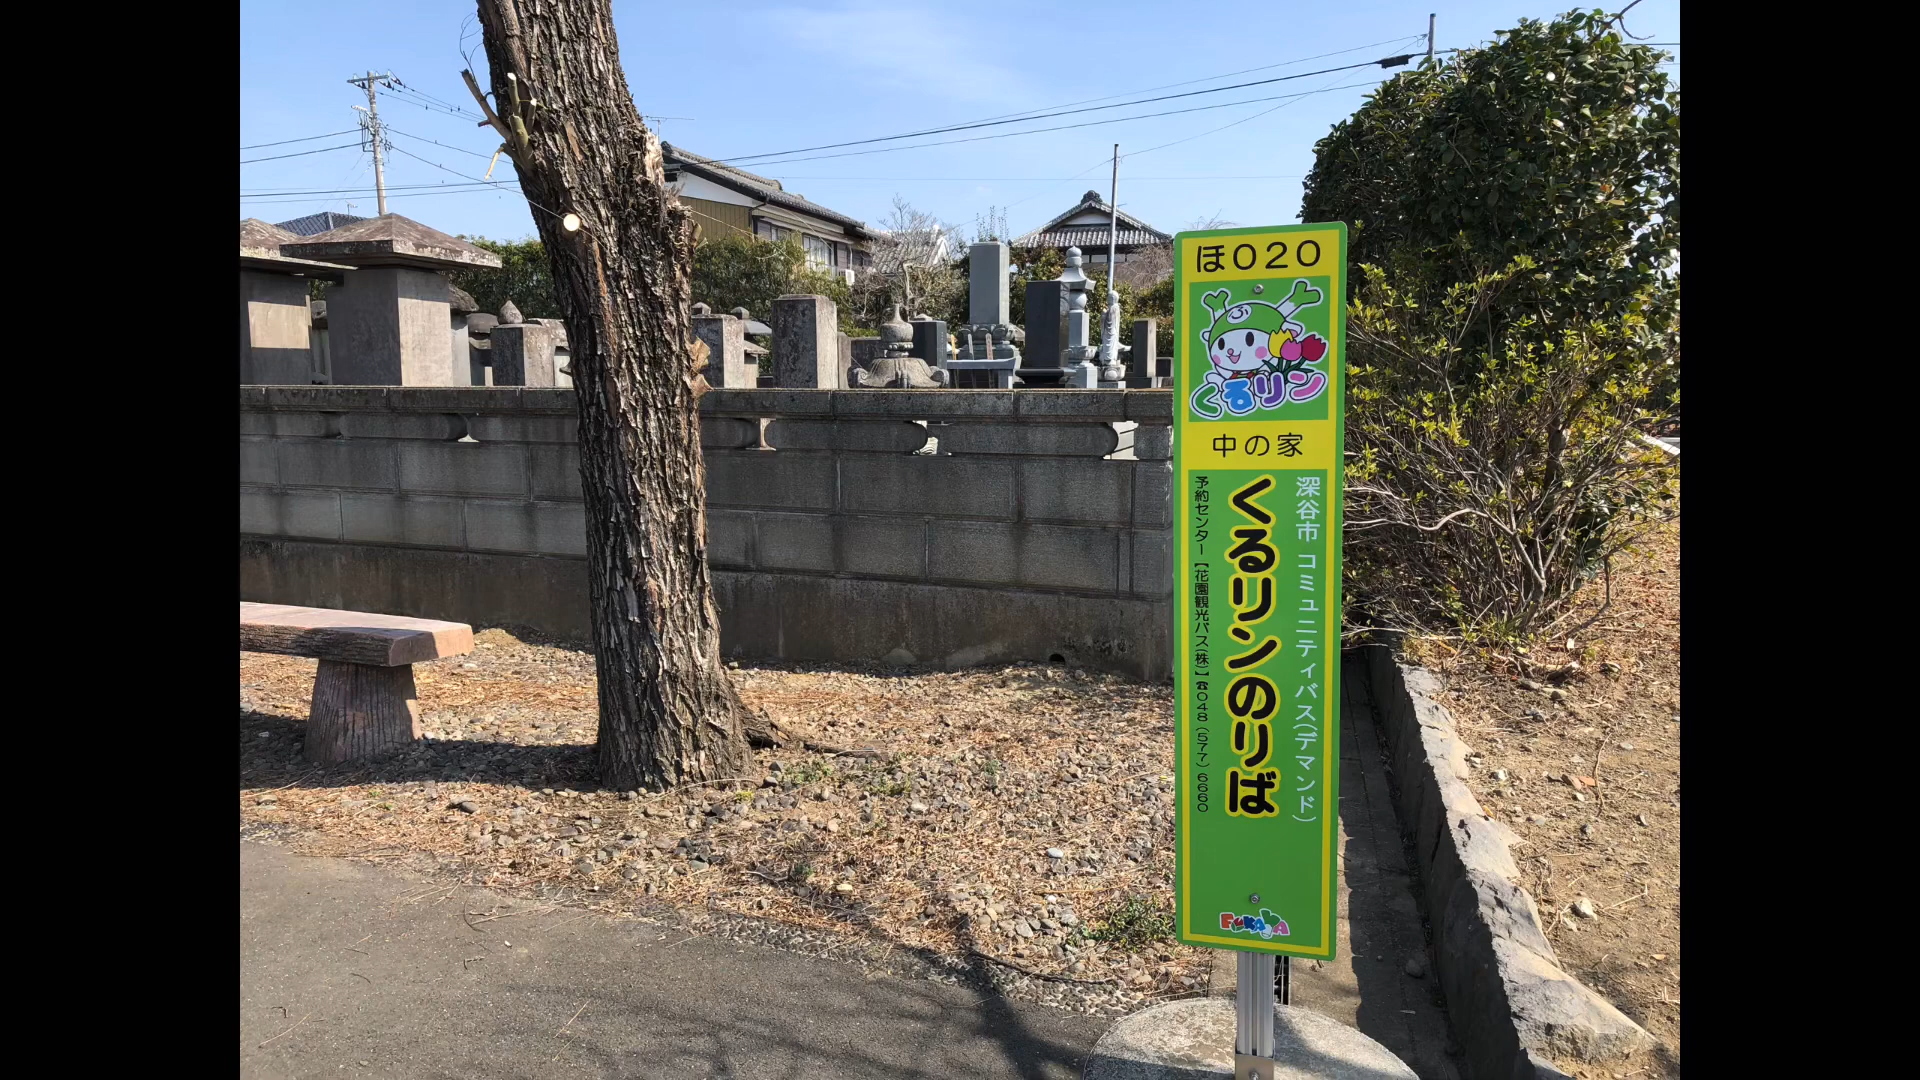 ほ020
ふ
くるリン
中の家
深谷市 コミュニティバス(デマンド)
くるリンのりば
予約センター【花園観光バス(株)】☎048(577)6660
FUKAYA